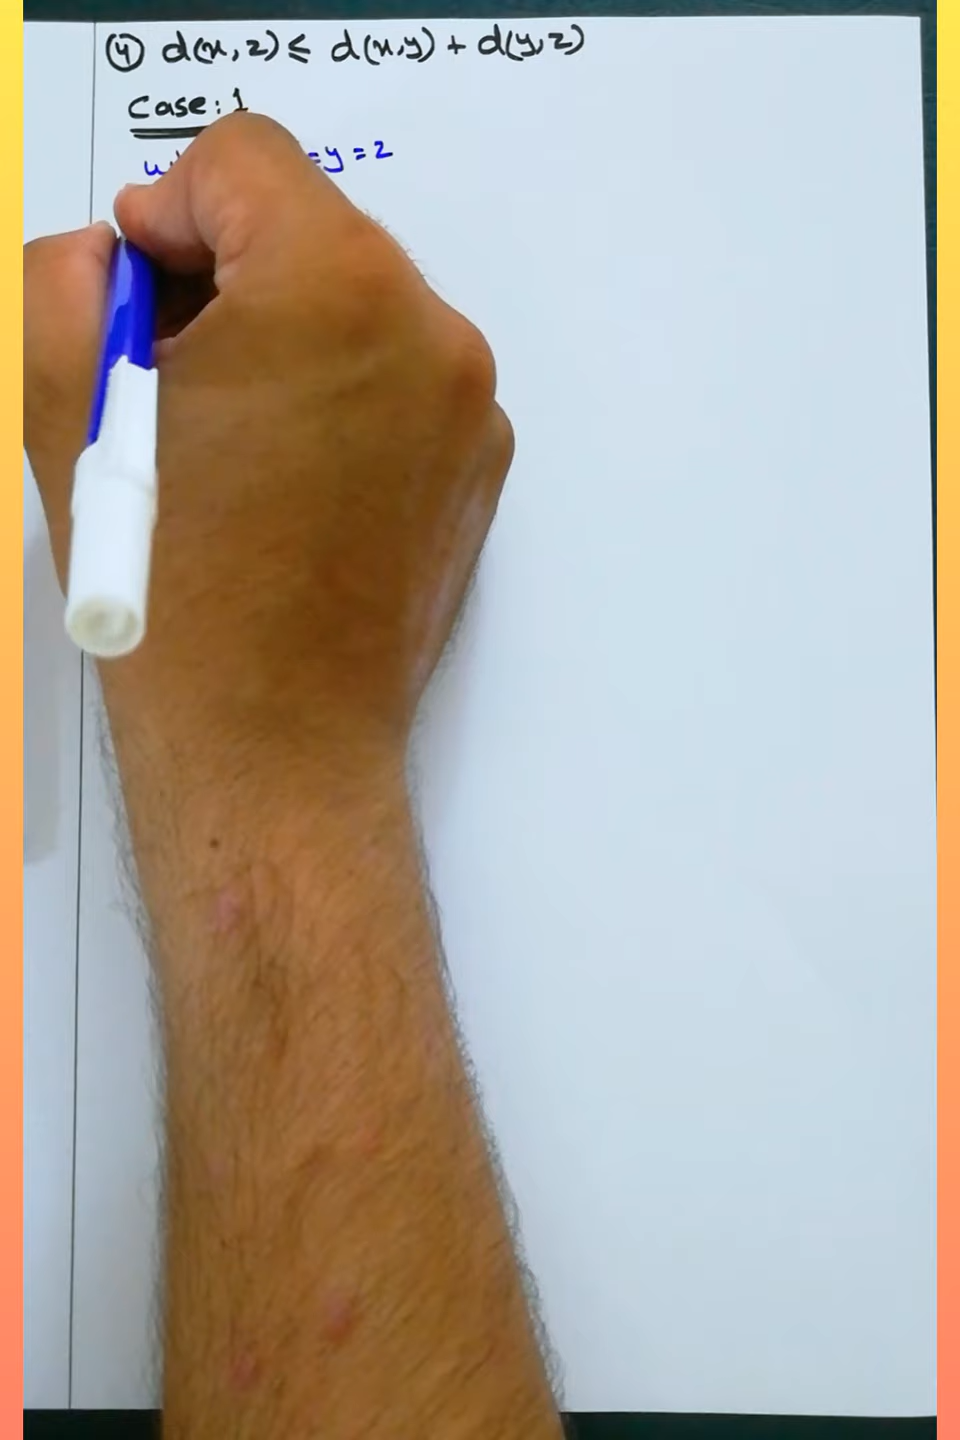 ④ d(x,z) ≤ d(x,y) + d(y,z)
Case: 1
=y=z